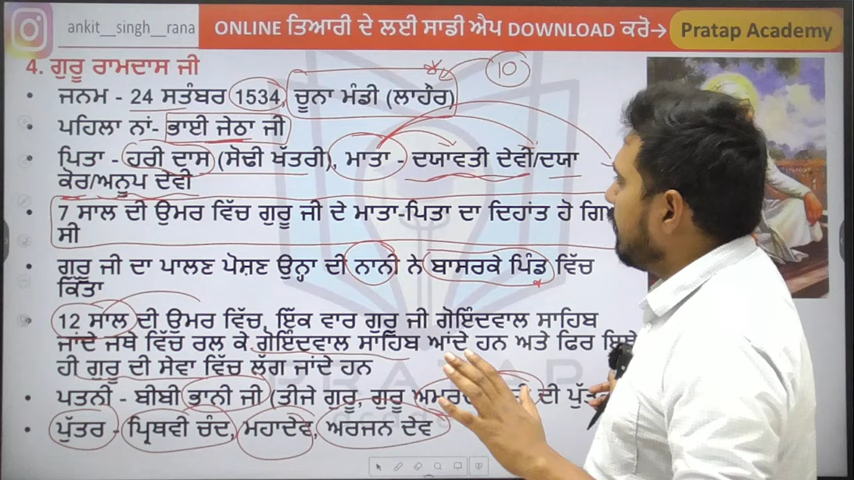 ankit__singh__rana
ONLINE ਤਿਆਰੀ ਦੇ ਲਈ ਸਾਡੀ ਐਪ DOWNLOAD ਕਰੋ→
Pratap Academy
4. ਗੁਰੂ ਰਾਮਦਾਸ ਜੀ
10
• ਜਨਮ - 24 ਸਤੰਬਰ 1534, ਚੂਨਾ ਮੰਡੀ (ਲਾਹੌਰ)
• ਪਹਿਲਾ ਨਾਂ- ਭਾਈ ਜੇਠਾ ਜੀ
• ਪਿਤਾ - ਹਰੀ ਦਾਸ (ਸੋਢੀ ਖੱਤਰੀ), ਮਾਤਾ - ਦਯਾਵਤੀ ਦੇਵੀ/ਦਯਾ
ਕੋਰ/ਅਨੂਪ ਦੇਵੀ
• 7 ਸਾਲ ਦੀ ਉਮਰ ਵਿੱਚ ਗੁਰੂ ਜੀ ਦੇ ਮਾਤਾ-ਪਿਤਾ ਦਾ ਦਿਹਾਂਤ ਹੋ
ਸੀ
• ਗੁਰੂ ਜੀ ਦਾ ਪਾਲਣ ਪੋਸ਼ਣ ਉਨ੍ਹਾ ਦੀ ਨਾਨੀ ਨੇ ਬਾਸਰਕੇ ਪਿੰਡ ਵਿੱਚ
ਕਿੱਤਾ
• 12 ਸਾਲ ਦੀ ਉਮਰ ਵਿੱਚ, ਇੱਕ ਵਾਰ ਗੁਰੂ ਜੀ ਗੋਇੰਦਵਾਲ ਸਾਹਿਬ
ਜਾਂਦੇ ਜਥੇ ਵਿੱਚ ਰਲ ਕੇ ਗੋਇੰਦਵਾਲ ਸਾਹਿਬ ਆਂਦੇ ਹਨ ਅਤੇ ਫਿਰ
ਹੀ ਗੁਰੂ ਦੀ ਸੇਵਾ ਵਿੱਚ ਲੱਗ ਜਾਂਦੇ ਹਨ
• ਪਤਨੀ - ਬੀਬੀ ਭਾਨੀ ਜੀ (ਤੀਜੇ ਗੁਰੂ, ਗੁਰੂ ਦੀ
• ਪੁੱਤਰ - ਪ੍ਰਿਥਵੀ ਚੰਦ, ਮਹਾਦੇਵ, ਅਰਜਨ ਦੇਵ